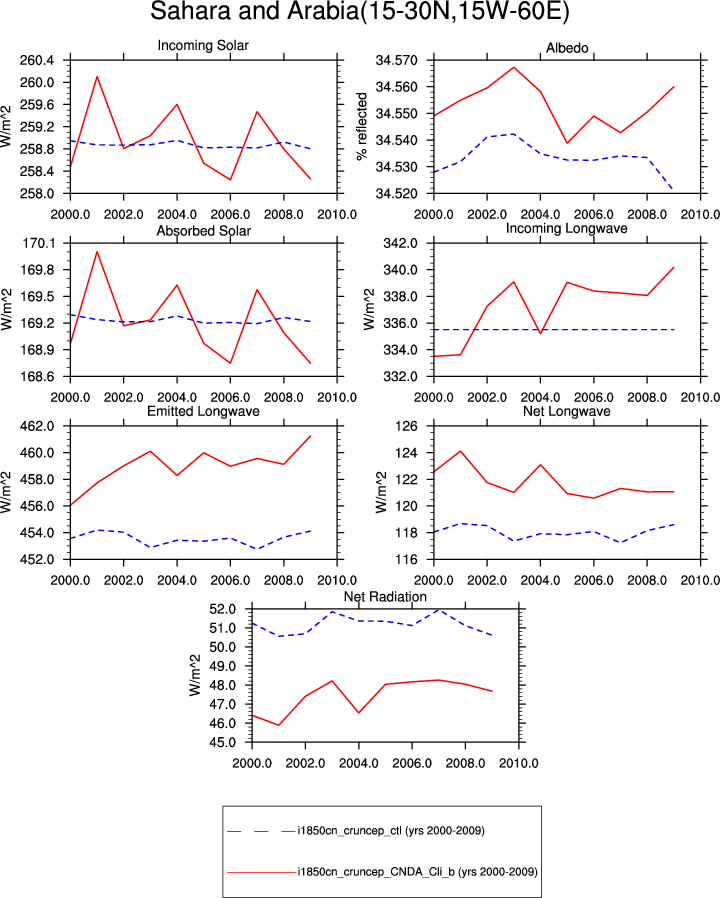 Sahara and Arabia(15-30N,15W-60E)
Incoming Solar
W/m^2
260.4
260.0
259.6
259.2
258.8
258.4
258.0
2000.0 2002.0 2004.0 2006.0 2008.0 2010.0
Albedo
% reflected
34.570
34.560
34.550
34.540
34.530
34.520
2000.0 2002.0 2004.0 2006.0 2008.0 2010.0
Absorbed Solar
W/m^2
170.1
169.8
169.5
169.2
168.9
168.6
2000.0 2002.0 2004.0 2006.0 2008.0 2010.0
Incoming Longwave
W/m^2
342.0
340.0
338.0
336.0
334.0
332.0
2000.0 2002.0 2004.0 2006.0 2008.0 2010.0
Emitted Longwave
W/m^2
462.0
460.0
458.0
456.0
454.0
452.0
2000.0 2002.0 2004.0 2006.0 2008.0 2010.0
Net Longwave
W/m^2
126
124
122
120
118
116
2000.0 2002.0 2004.0 2006.0 2008.0 2010.0
Net Radiation
W/m^2
52.0
51.0
50.0
49.0
48.0
47.0
46.0
45.0
2000.0 2002.0 2004.0 2006.0 2008.0 2010.0
i1850cn_cruncep_ctl (yrs 2000-2009)
i1850cn_cruncep_CNDA_Cli_b (yrs 2000-2009)